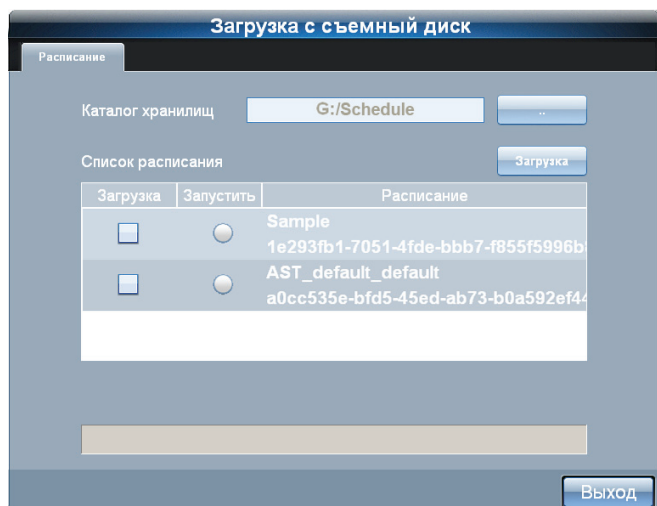 Загрузка с съемный диск
Расписание
Каталог хранилищ G:/Schedule ..
Список расписания Загрузка
Загрузка Запустить Расписание
Sample
1e293fb1-7051-4fde-bbb7-f855f5996b
AST_default_default
a0cc535e-bfd5-45ed-ab73-b0a592ef44
Выход